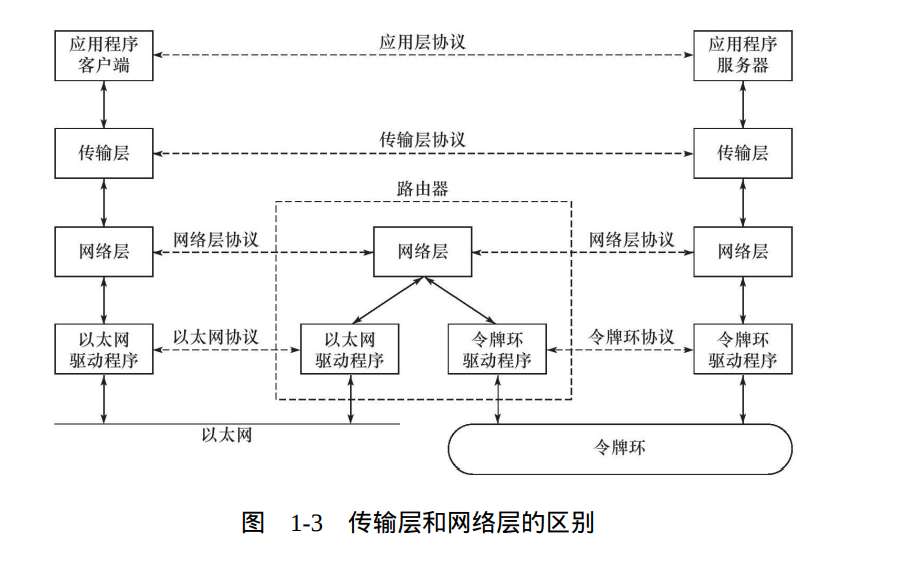 应用层协议
应用程序
客户端
应用程序
服务器
传输层协议
传输层
传输层
路由器
网络层协议
网络层协议
网络层
网络层
网络层
以太网协议
令牌环协议
以太网
驱动程序
以太网
驱动程序
令牌环
驱动程序
令牌环
驱动程序
以太网
令牌环
图 1-3 传输层和网络层的区别